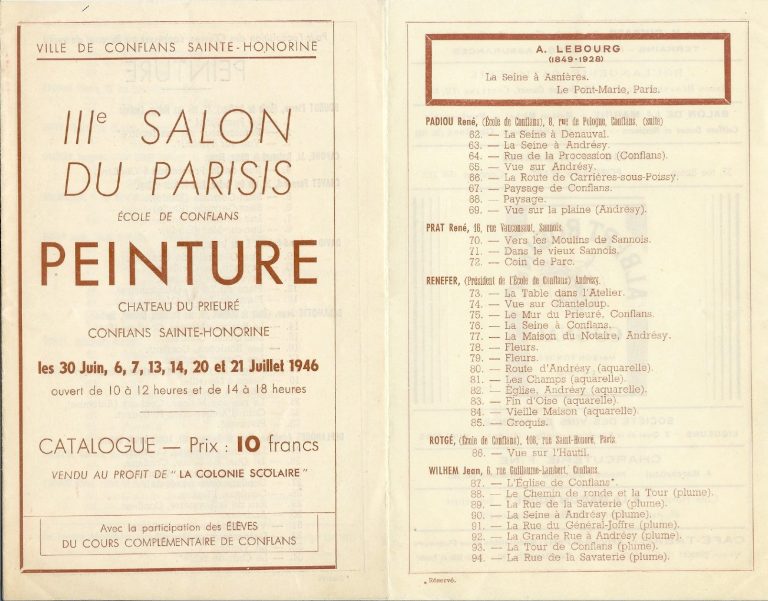 VILLE DE CONFLANS SAINTE-HONORINE
IIIe SALON
DU PARISIS
ÉCOLE DE CONFLANS
PEINTURE
CHATEAU DU PRIEURÉ
CONFLANS SAINTE-HONORINE
les 30 Juin, 6, 7, 13, 14, 20 et 21 Juillet 1946
ouvert de 10 à 12 heures et de 14 à 18 heures
CATALOGUE — Prix : 10 francs
VENDU AU PROFIT DE " LA COLONIE SCOLAIRE "
Avec la participation des ÉLÈVES
DU COURS COMPLÉMENTAIRE DE CONFLANS
A. LEBOURG
(1849-1928)
La Seine à Asnières.
Le Pont-Marie, Paris.
PADIOU René, (École de Conflans), 8, rue de Pologne, Conflans. (suite)
62. — La Seine à Denauval.
63. — La Seine à Andrésy.
64. — Rue de la Procession (Conflans).
65. — Vue sur Andrésy.
66. — La Route de Carrières-sous-Poissy.
67. — Paysage de Conflans.
68. — Paysage.
69. — Vue sur la plaine (Andrésy).
PRAT René, 16, rue Vauconsant, Sannois.
70. — Vers les Moulins de Sannois.
71. — Dans le vieux Sannois.
72. — Coin de Parc.
RENEFER, (Président de l'École de Conflans) Andrésy.
73. — La Table dans l'Atelier.
74. — Vue sur Chanteloup.
75. — Le Mur du Prieuré, Conflans.
76. — La Seine à Conflans.
77. — La Maison du Notaire, Andrésy.
78. — Fleurs.
79. — Fleurs.
80. — Route d'Andrésy (aquarelle).
81. — Les Champs (aquarelle).
82. — Église, Andrésy (aquarelle).
83. — Fin d'Oise (aquarelle).
84. — Vieille Maison (aquarelle).
85. — Croquis.
ROTGÉ, (École de Conflans), 108, rue Saint-Honoré, Paris.
86. — Vue sur l'Hautil.
WILHEM Jean, 6, rue Guillaume-Lambert, Conflans.
87. — L'Église de Conflans*.
88. — Le Chemin de ronde et la Tour (plume).
89. — La Rue de la Savaterie (plume).
90. — La Seine à Andrésy (plume).
91. — La Rue du Général-Joffre (plume).
92. — La Grande Rue à Andrésy (plume).
93. — La Tour de Conflans (plume).
94. — La Rue de la Savaterie (plume).
* Réservé.